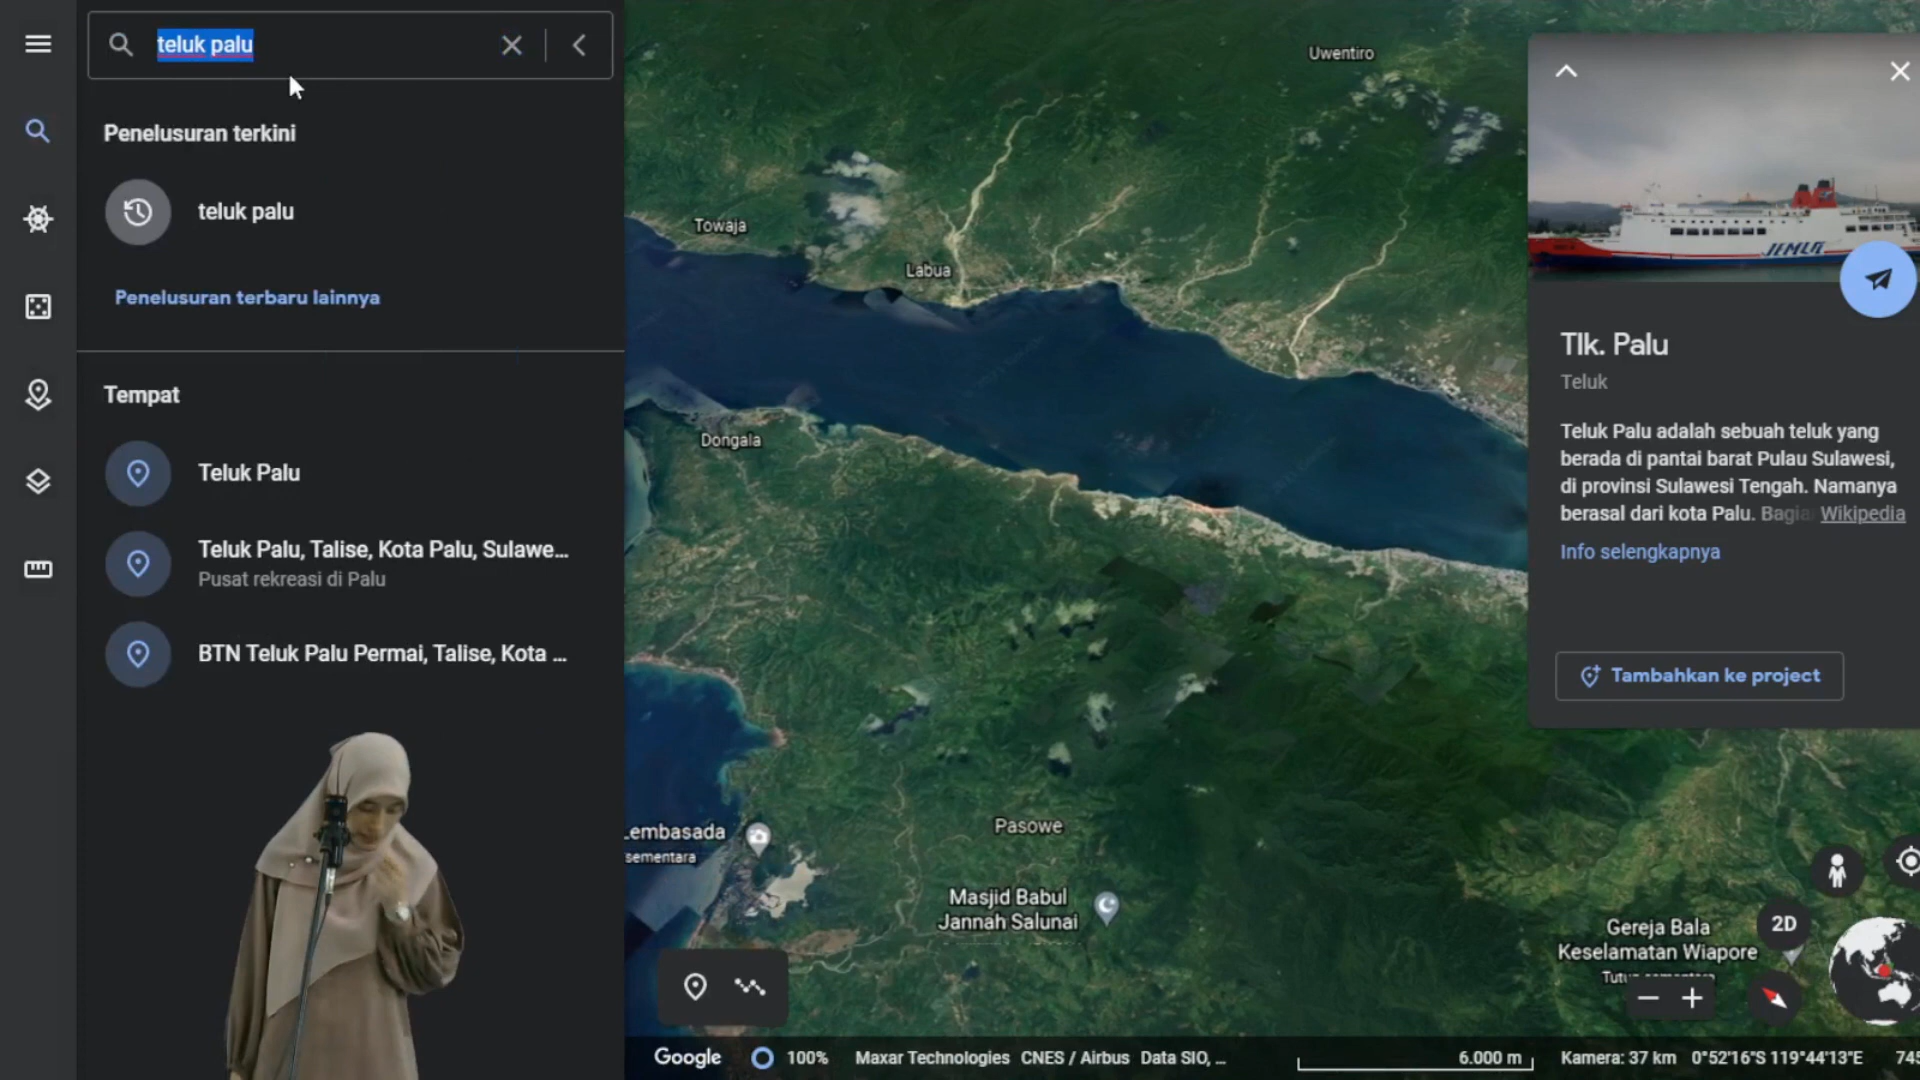 teluk palu
Penelusuran terkini
teluk palu
Penelusuran terbaru lainnya
Tempat
Teluk Palu
Teluk Palu, Talise, Kota Palu, Sulawe...
Pusat rekreasi di Palu
BTN Teluk Palu Permai, Talise, Kota ...
Uwentiro
Towaja
Labua
Dongala
Lembasada
sementara
Pasowe
Masjid Babul
Jannah Salunai
Gereja Bala
Keselamatan Wiapore
JEMLA
Tlk. Palu
Teluk
Teluk Palu adalah sebuah teluk yang
berada di pantai barat Pulau Sulawesi,
di provinsi Sulawesi Tengah. Namanya
berasal dari kota Palu. Bagia Wikipedia
Info selengkapnya
Tambahkan ke project
2D
Google 100% Maxar Technologies CNES / Airbus Data SIO, ... 6.000 m Kamera: 37 km 0°52'16"S 119°44'13"E 745